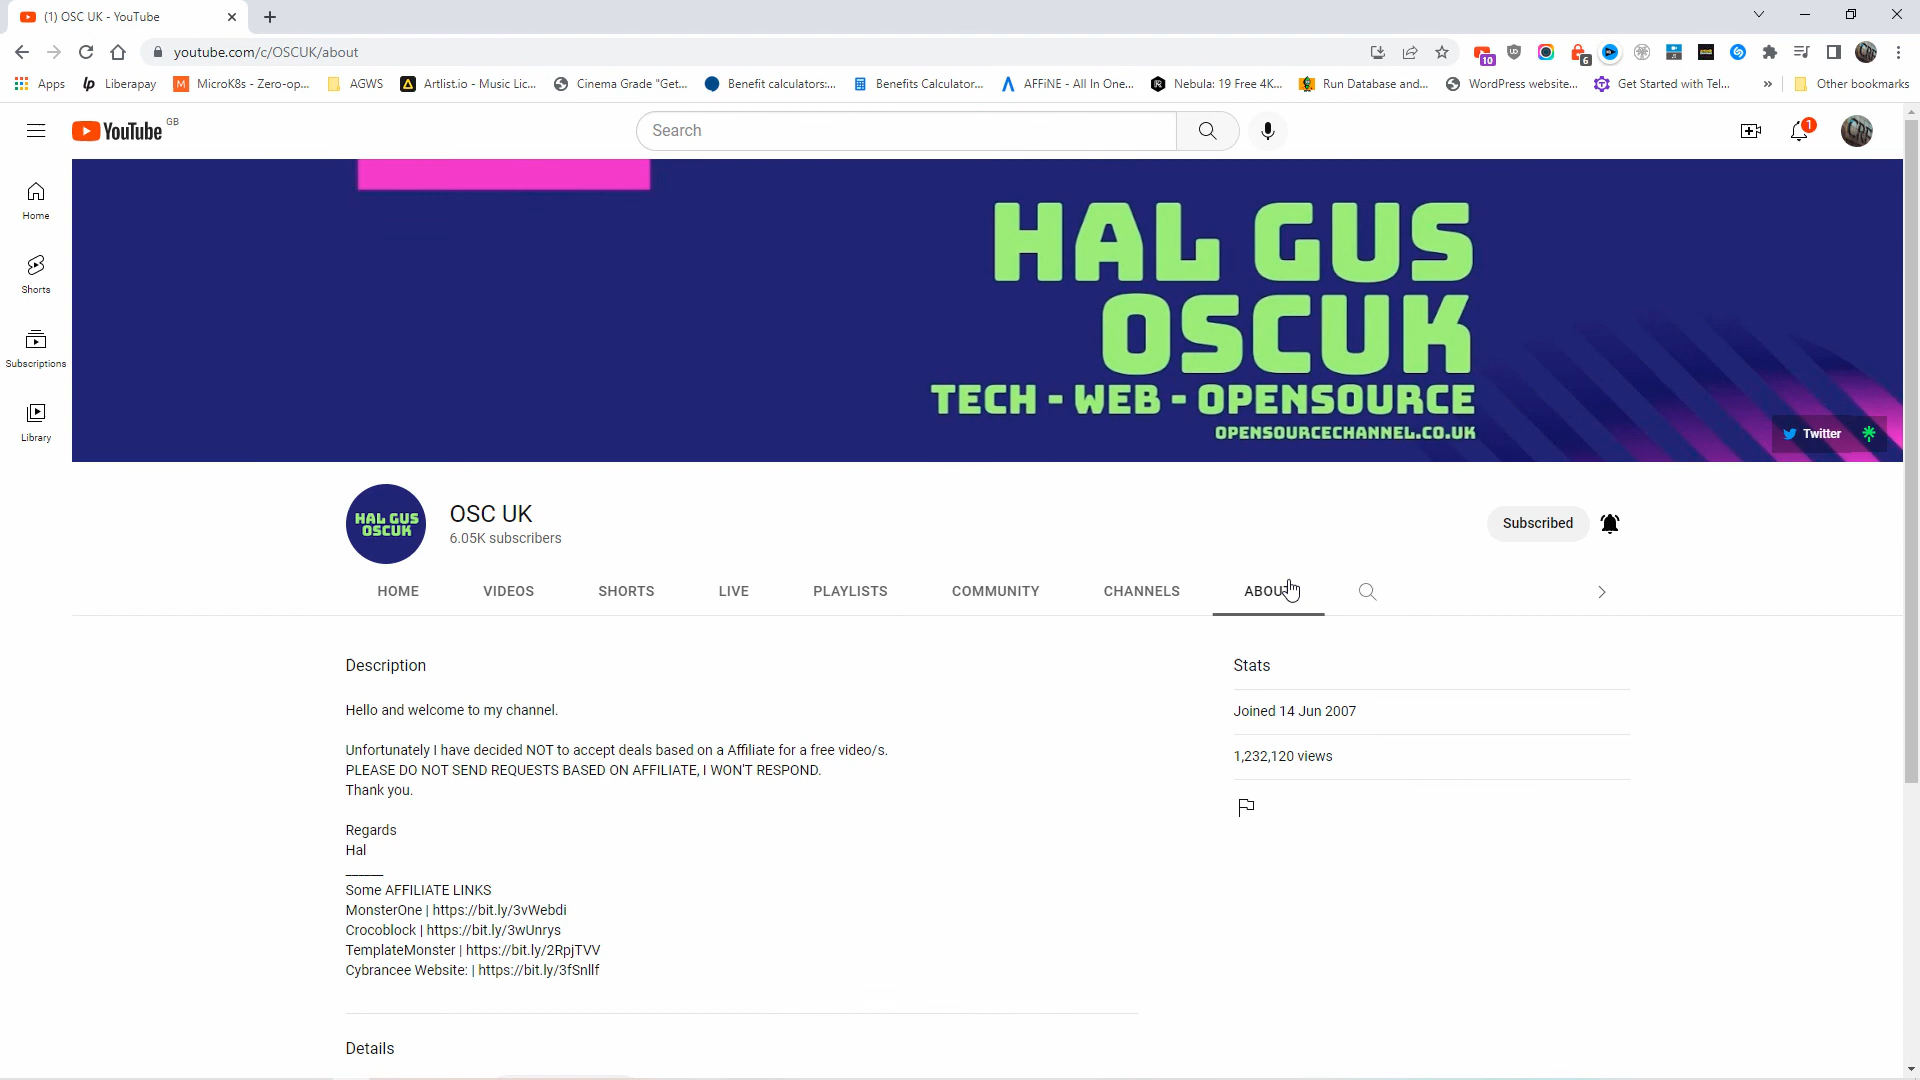 (1) OSC UK - YouTube
youtube.com/c/OSCUK/about
10
6
Apps
Liberapay
MicroK8s - Zero-op...
AGWS
Artlist.io - Music Lic...
Cinema Grade "Get...
Benefit calculators:...
Benefits Calculator...
AFFiNE - All In One...
Nebula: 19 Free 4K...
Run Database and...
WordPress website...
Get Started with Tel...
»
Other bookmarks
YouTube GB
Search
1
CRE
Home
Shorts
Subscriptions
Library
HAL GUS
OSCUK
TECH - WEB - OPENSOURCE
OPENSOURCECHANNEL.CO.UK
Twitter
HAL GUS
OSCUK
OSC UK
6.05K subscribers
Subscribed
HOME
VIDEOS
SHORTS
LIVE
PLAYLISTS
COMMUNITY
CHANNELS
ABOUT
Description
Hello and welcome to my channel.
Unfortunately I have decided NOT to accept deals based on a Affiliate for a free video/s.
PLEASE DO NOT SEND REQUESTS BASED ON AFFILIATE, I WON'T RESPOND.
Thank you.
Regards
Hal
______
Some AFFILIATE LINKS
MonsterOne | https://bit.ly/3vWebdi
Crocoblock | https://bit.ly/3wUnrys
TemplateMonster | https://bit.ly/2RpjTVV
Cybrancee Website: | https://bit.ly/3fSnllf
Details
Stats
Joined 14 Jun 2007
1,232,120 views